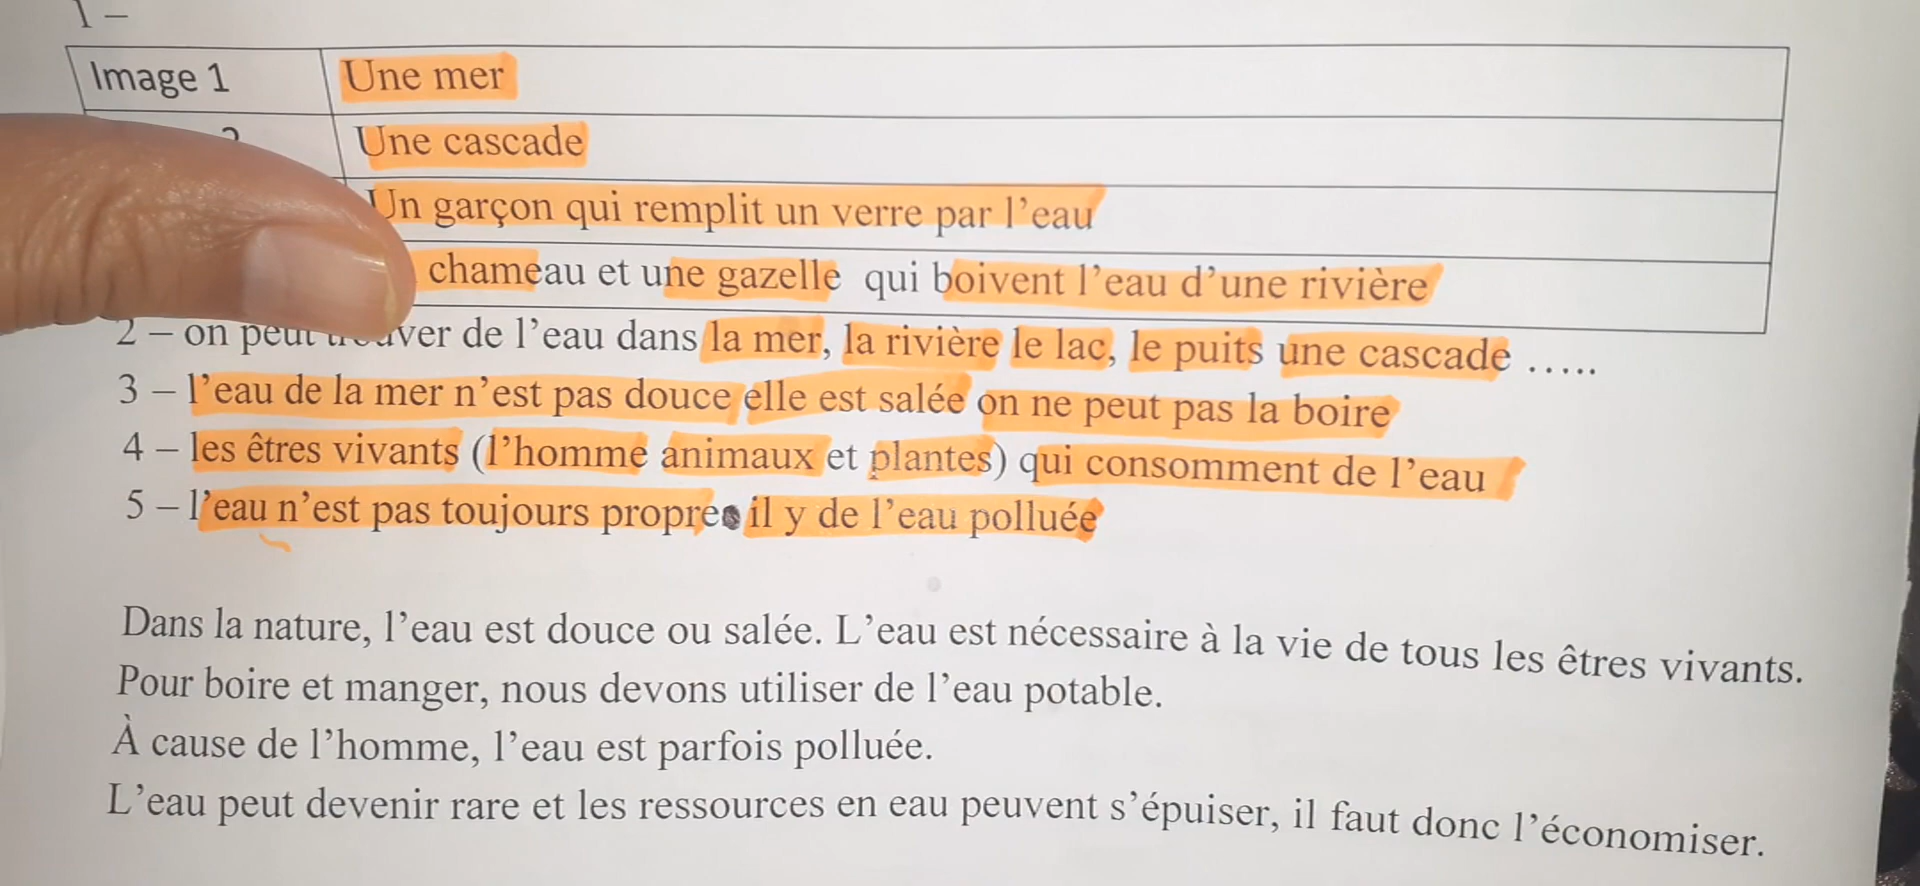 1 –
Image 1 Une mer
Une cascade
Un garçon qui remplit un verre par l’eau
chameau et une gazelle qui boivent l’eau d’une rivière
2 – on peut de l’eau dans la mer, la rivière le lac, le puits une cascade .....
3 – l’eau de la mer n’est pas douce elle est salée on ne peut pas la boire
4 – les êtres vivants (l’homme animaux et plantes) qui consomment de l’eau
5 – l’eau n’est pas toujours propre il y de l’eau polluée
Dans la nature, l’eau est douce ou salée. L’eau est nécessaire à la vie de tous les êtres vivants.
Pour boire et manger, nous devons utiliser de l’eau potable.
À cause de l’homme, l’eau est parfois polluée.
L’eau peut devenir rare et les ressources en eau peuvent s’épuiser, il faut donc l’économiser.